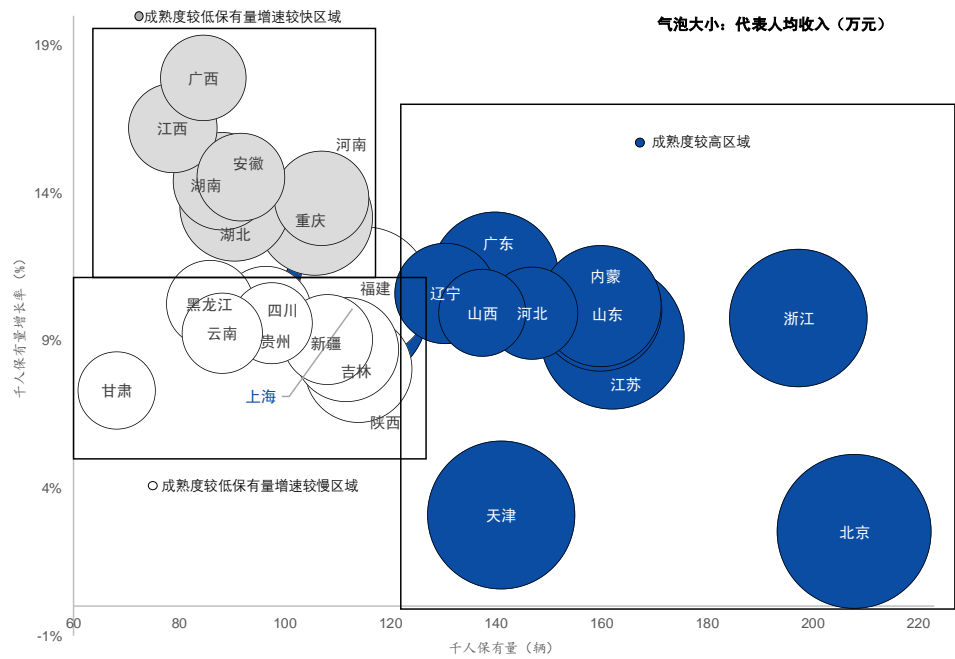 成熟度较低保有量增速较快区域
气泡大小：代表人均收入（万元）
19%
广西
江西
河南
成熟度较高区域
安徽
湖南
14%
重庆
湖北
广东
福建
辽宁
内蒙
黑龙江
四川
山西
河北
山东
浙江
云南
贵州
新疆
9%
吉林
江苏
甘肃
上海
陕西
千人保有量增长率（%）
成熟度较低保有量增速较慢区域
4%
天津
北京
-1%
60
80
100
120
140
160
180
200
220
千人保有量（辆）